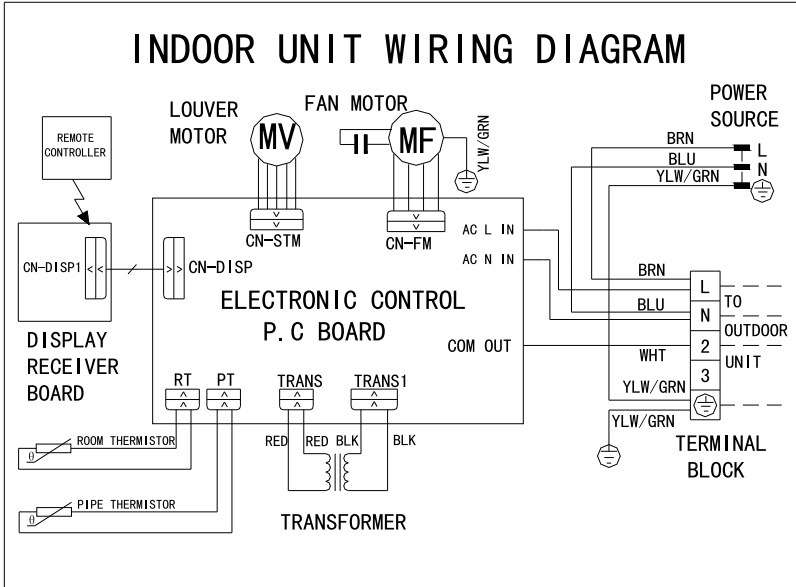 INDOOR UNIT WIRING DIAGRAM
LOUVER
MOTOR
FAN MOTOR
POWER
SOURCE
REMOTE
CONTROLLER
MV
MF
YLW/GRN
BRN
L
BLU
N
YLW/GRN
CN-STM
CN-FM
AC L IN
AC N IN
CN-DISP1
<<
>>
CN-DISP
ELECTRONIC CONTROL
P.C BOARD
COM OUT
BRN
L
TO
BLU
N
OUTDOOR
WHT
2
UNIT
3
YLW/GRN
YLW/GRN
DISPLAY
RECEIVER
BOARD
RT
PT
TRANS
TRANS1
RED
RED
BLK
BLK
TERMINAL
BLOCK
θ
ROOM THERMISTOR
θ
PIPE THERMISTOR
TRANSFORMER